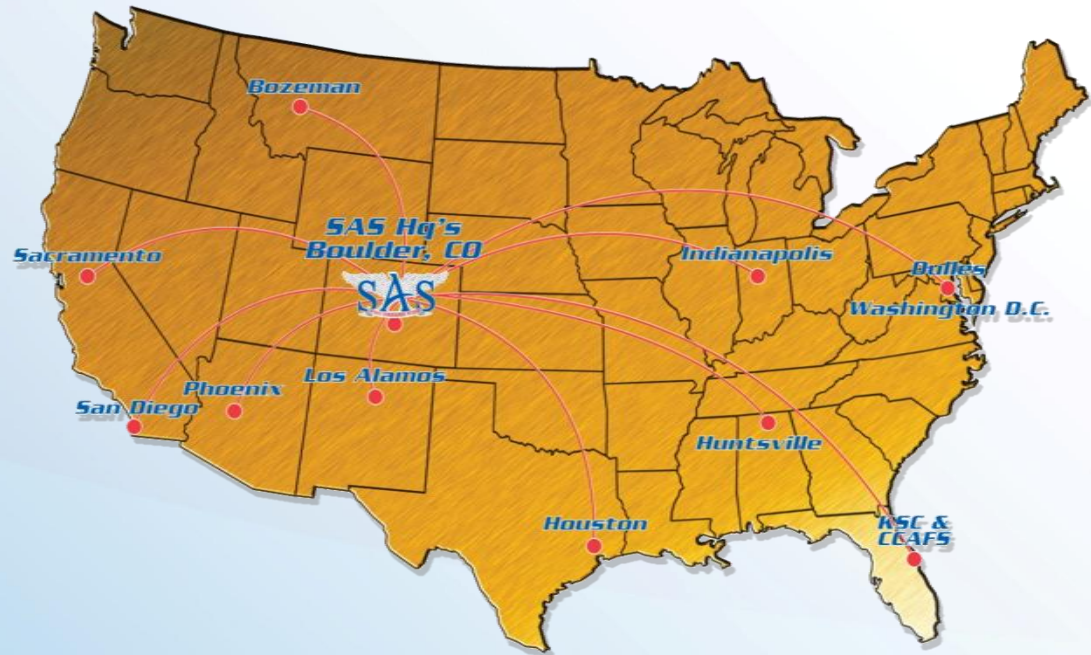 Bozeman
SAS Hq's
Boulder, CO
SAS
Sacramento
Indianapolis
Dulles
Washington D.C.
Phoenix
Los Alamos
San Diego
Huntsville
Houston
KSC &
CCAFS